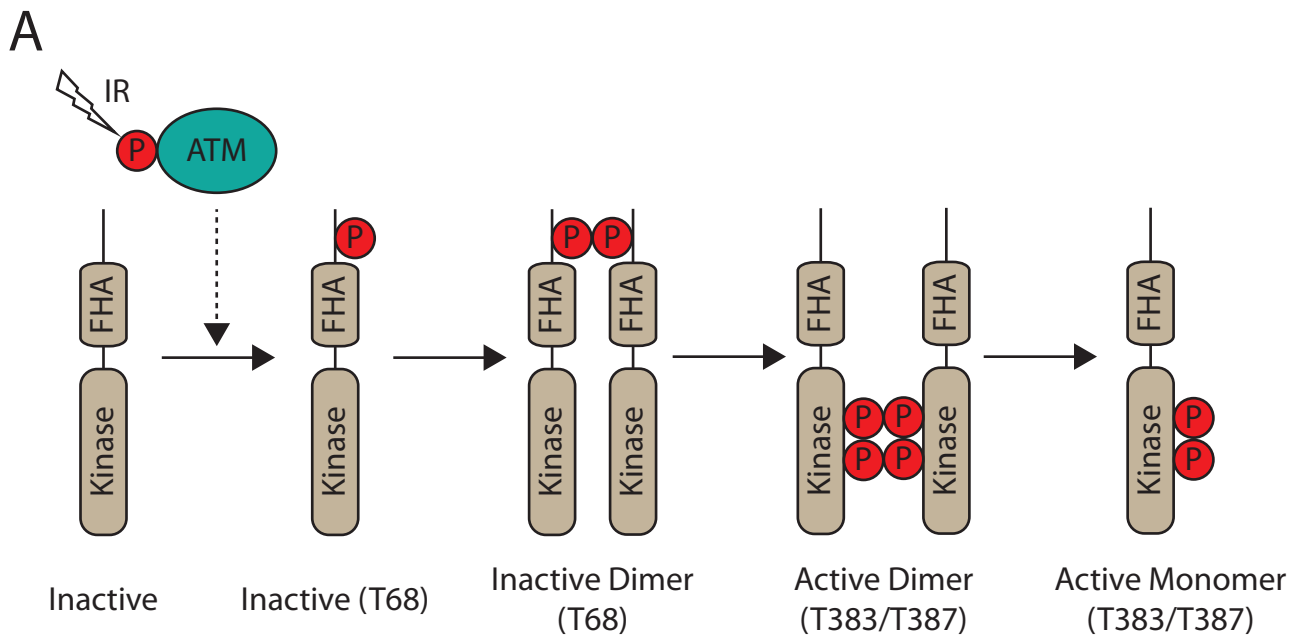 A
IR
P
ATM
P
FHA
Kinase
FHA
Kinase
P P
FHA
FHA
Kinase
Kinase
FHA
FHA
Kinase
P P
P P
Kinase
FHA
Kinase
P
P
Inactive
Inactive (T68)
Inactive Dimer
(T68)
Active Dimer
(T383/T387)
Active Monomer
(T383/T387)